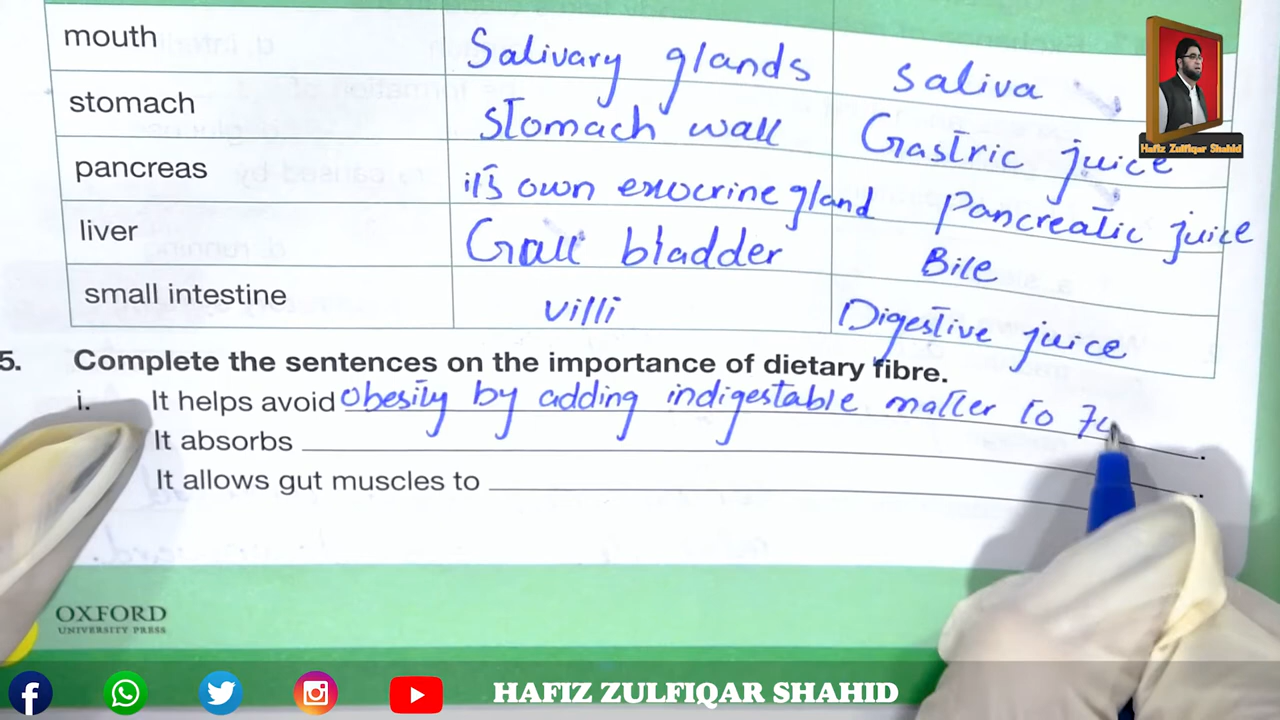 mouth Salivary glands saliva
stomach stomach wall Gastric juice
pancreas it's own exocrine gland Pancreatic juice
liver Gall bladder Bile
small intestine villi Digestive juice
5. Complete the sentences on the importance of dietary fibre.
i. It helps avoid obesity by adding indigestable matter to
It absorbs
It allows gut muscles to
OXFORD
UNIVERSITY PRESS
Hafiz Zulfiqar Shahid
HAFIZ ZULFIQAR SHAHID